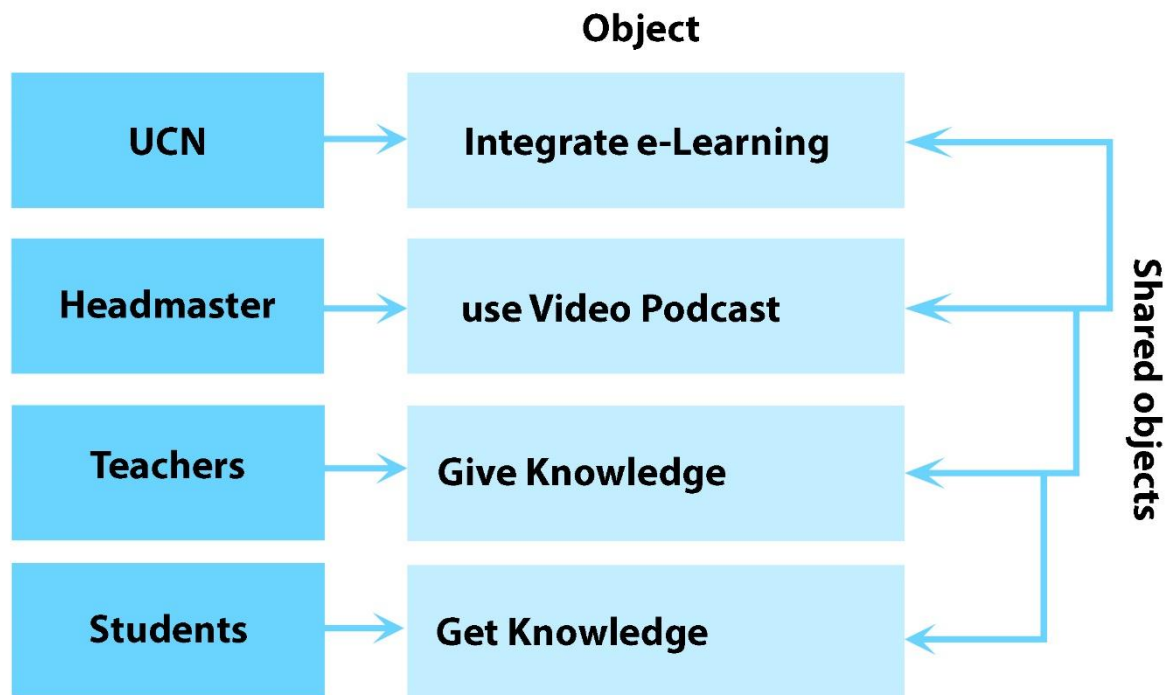 Object
UCN
Integrate e-Learning
Headmaster
use Video Podcast
Teachers
Give Knowledge
Students
Get Knowledge
Shared objects